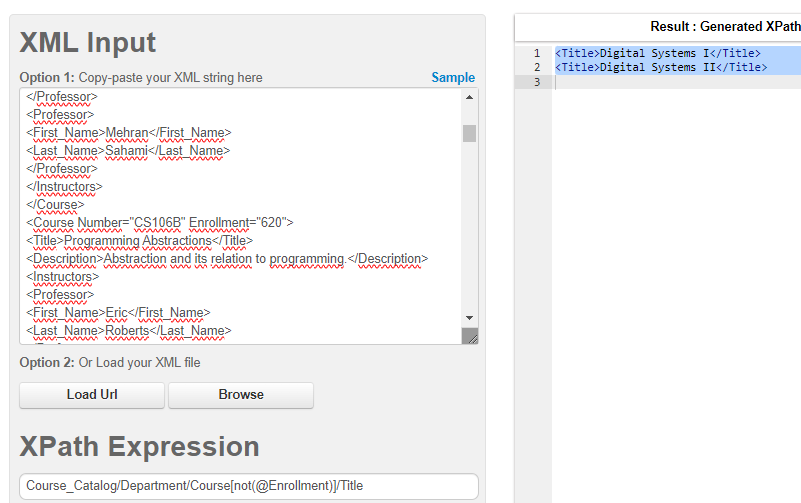 XML Input
Option 1: Copy-paste your XML string here
Sample
</Professor>
<Professor>
<First_Name>Mehran</First_Name>
<Last_Name>Sahami</Last_Name>
</Professor>
</Instructors>
</Course>
<Course Number="CS106B" Enrollment="620">
<Title>Programming Abstractions</Title>
<Description>Abstraction and its relation to programming.</Description>
<Instructors>
<Professor>
<First_Name>Eric</First_Name>
<Last_Name>Roberts</Last_Name>
Option 2: Or Load your XML file
Load Url
Browse
XPath Expression
Course_Catalog/Department/Course[not(@Enrollment)]/Title
Result : Generated XPath
1 <Title>Digital Systems I</Title>
2 <Title>Digital Systems II</Title>
3